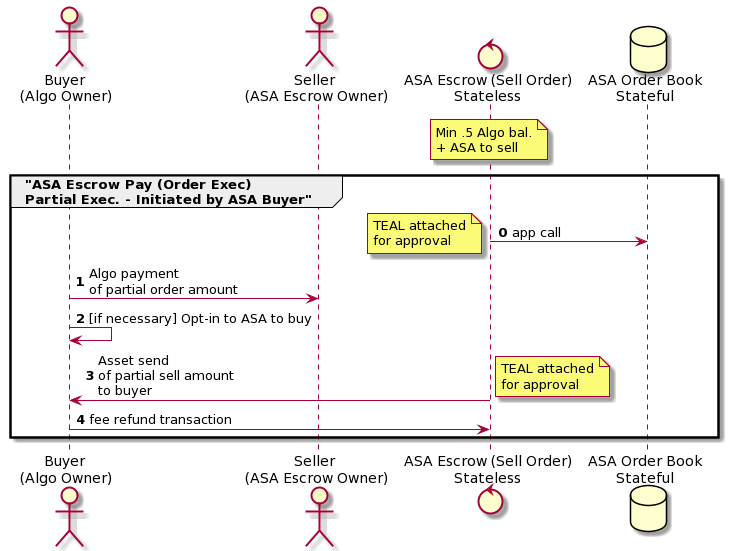 Buyer
(Algo Owner)
Seller
(ASA Escrow Owner)
ASA Escrow (Sell Order)
Stateless
ASA Order Book
Stateful
Min .5 Algo bal.
+ ASA to sell
"ASA Escrow Pay (Order Exec)
Partial Exec. - Initiated by ASA Buyer"
TEAL attached
for approval
0 app call
1 Algo payment
of partial order amount
2 [if necessary] Opt-in to ASA to buy
Asset send
3 of partial sell amount
to buyer
TEAL attached
for approval
4 fee refund transaction
Buyer
(Algo Owner)
Seller
(ASA Escrow Owner)
ASA Escrow (Sell Order)
Stateless
ASA Order Book
Stateful